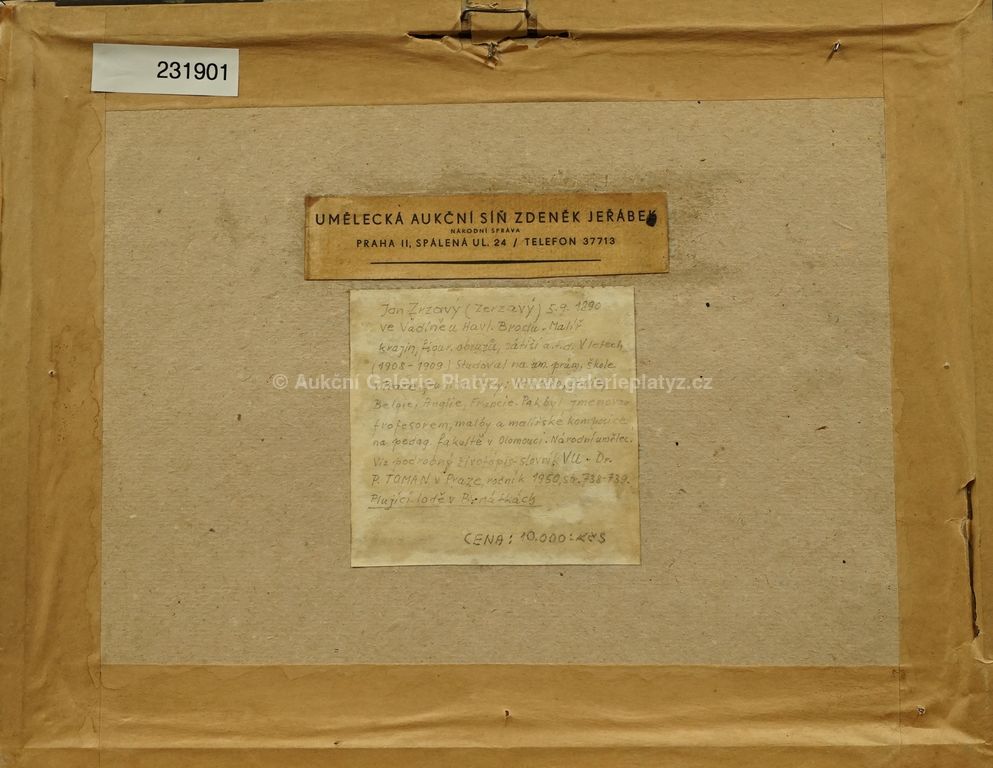 231901
UMĚLECKÁ AUKČNÍ SÍŇ ZDENĚK JEŘÁBEK
NÁRODNÍ SPRÁVA
PRAHA II, SPÁLENÁ UL. 24 / TELEFON 37713
Jan Zrzavý (Zerzavý) 5.9. 1890
ve Vadíně u Havl. Brodu. Malíř
krajin, figur. obrazů, zátiší a.t.d. V letech
(1908-1909) Studoval na um. prům. škole
© Aukční Galerie Platýz, www.galerieplatyz.cz
Belgie, Anglie, Francie. Pak byl jmenován
profesorem, malby a malířské kompozice
na pedag. fakultě v Olomouci. Národní umělec.
Viz podrobný životopis-slovník VU - Dr.
P. TOMAN v Praze, ročník 1950, str. 738-739.
Plující lodě v
CENA: 10.000:Kčs